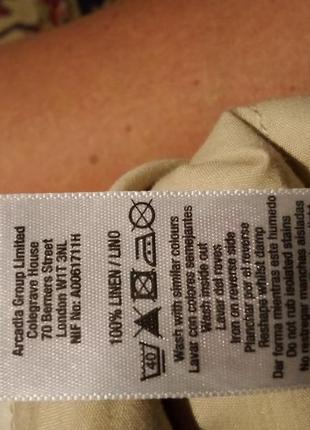 Arcadia Group Limited
Colegrave House
70 Berners Street
London W1T 3NL
NIF No: A0061711H
100% LINEN / LINO
40
Wash with similar colours
Lavar con colores semejantes
Wash inside out
Lavar del revés
Iron on reverse side
Planchar por el reverso
Reshape whilst damp
Dar forma mientras este humedo
Do not rub isolated stains
No restregar manchas aisladas